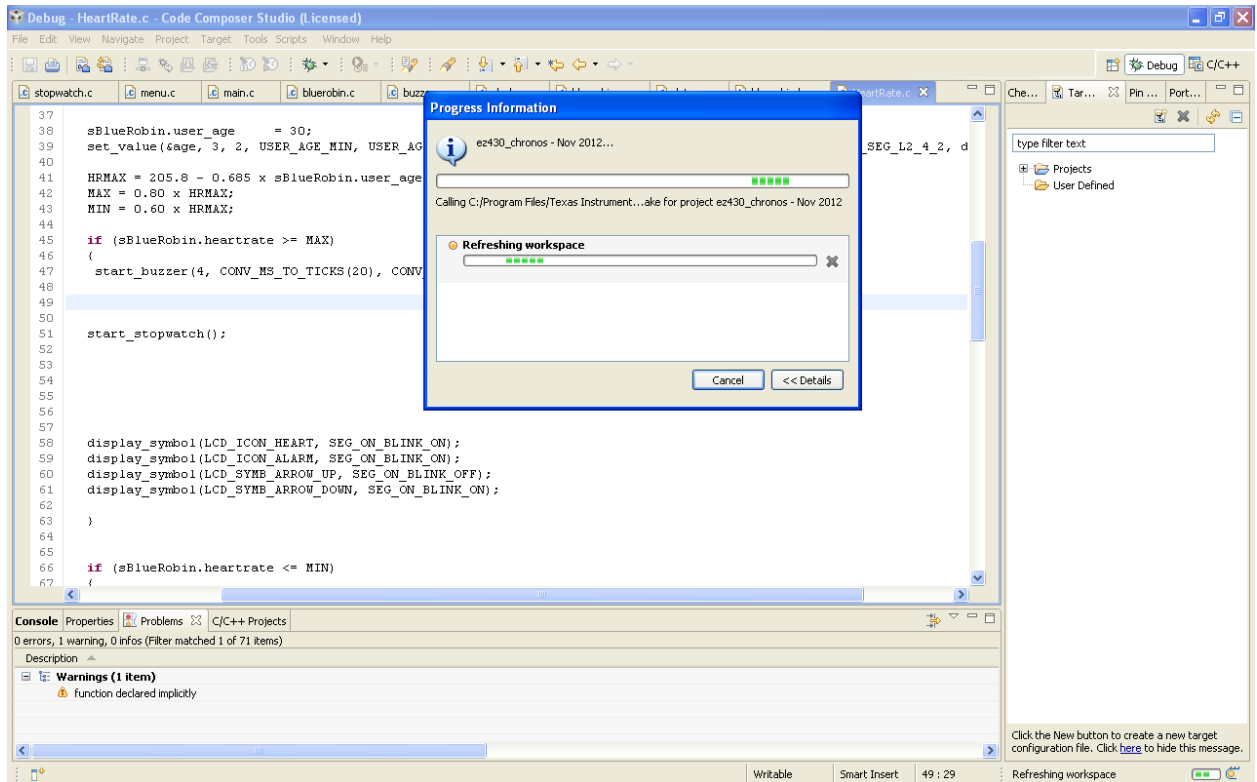 Debug - HeartRate.c - Code Composer Studio (Licensed)
File Edit View Navigate Project Target Tools Scripts Window Help
Debug C/C++
stopwatch.c menu.c main.c bluerobin.c buzze HeartRate.c
37
38 sBlueRobin.user_age = 30;
39 set_value(&age, 3, 2, USER_AGE_MIN, USER_AG _SEG_L2_4_2, d
40
41 HRMAX = 205.8 - 0.685 x sBlueRobin.user_age
42 MAX = 0.80 x HRMAX;
43 MIN = 0.60 x HRMAX;
44
45 if (sBlueRobin.heartrate >= MAX)
46 {
47 start_buzzer(4, CONV_MS_TO_TICKS(20), CONV_
48
49
50
51 start_stopwatch();
52
53
54
55
56
57
58 display_symbol(LCD_ICON_HEART, SEG_ON_BLINK_ON);
59 display_symbol(LCD_ICON_ALARM, SEG_ON_BLINK_ON);
60 display_symbol(LCD_SYMB_ARROW_UP, SEG_ON_BLINK_OFF);
61 display_symbol(LCD_SYMB_ARROW_DOWN, SEG_ON_BLINK_ON);
62
63 }
64
65
66 if (sBlueRobin.heartrate <= MIN)
67 {
Progress Information
ez430_chronos - Nov 2012...
Calling C:/Program Files/Texas Instrument...ake for project ez430_chronos - Nov 2012
Refreshing workspace
Cancel << Details
Che... Tar... Pin ... Port...
type filter text
Projects
User Defined
Click the New button to create a new target
configuration file. Click here to hide this message.
Console Properties Problems C/C++ Projects
0 errors, 1 warning, 0 infos (Filter matched 1 of 71 items)
Description
Warnings (1 item)
function declared implicitly
Writable Smart Insert 49 : 29 Refreshing workspace